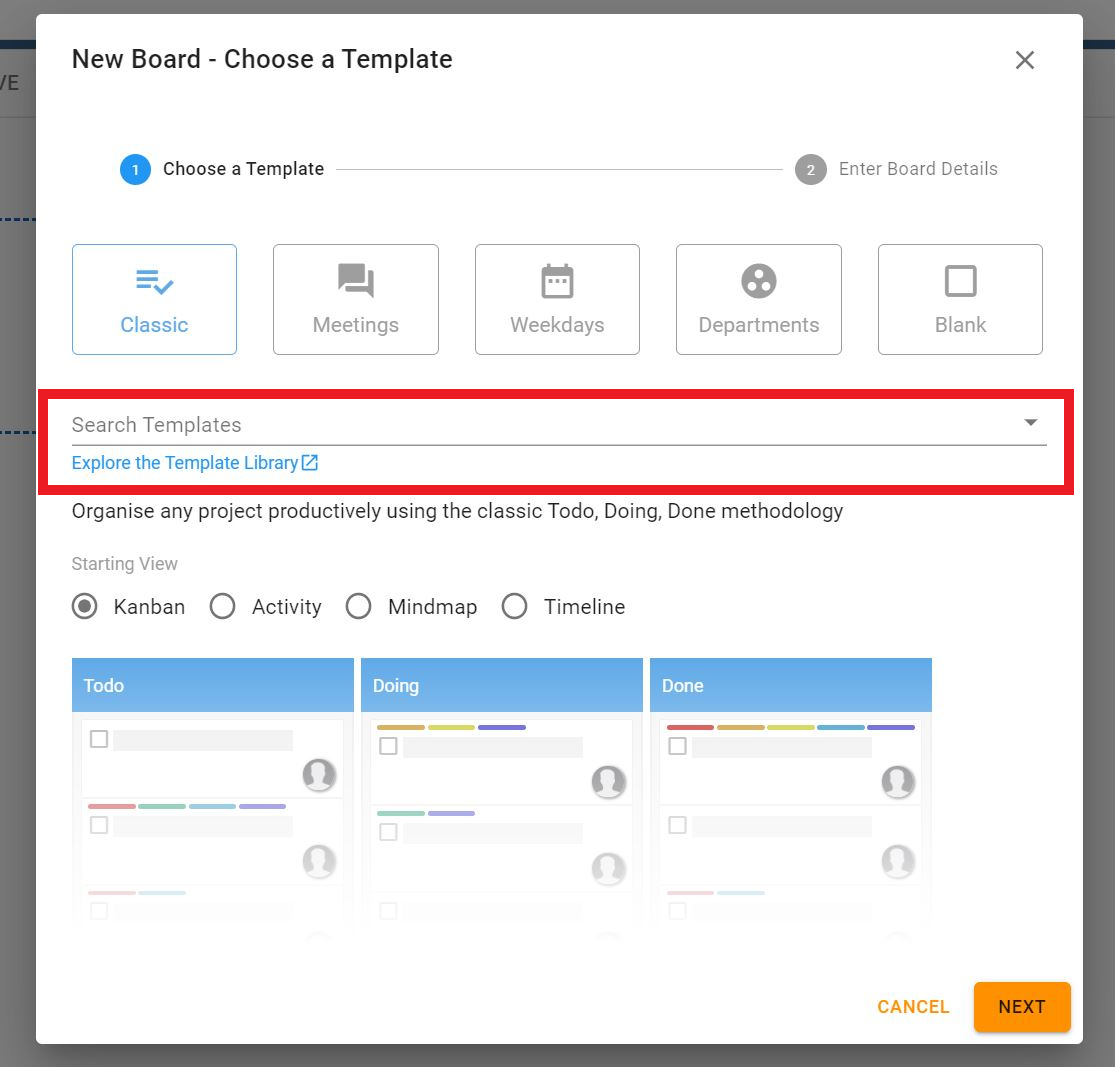 New Board - Choose a Template
VE
1 Choose a Template 2 Enter Board Details
Classic Meetings Weekdays Departments Blank
Search Templates
Explore the Template Library
Organise any project productively using the classic Todo, Doing, Done methodology
Starting View
Kanban Activity Mindmap Timeline
Todo Doing Done
CANCEL NEXT